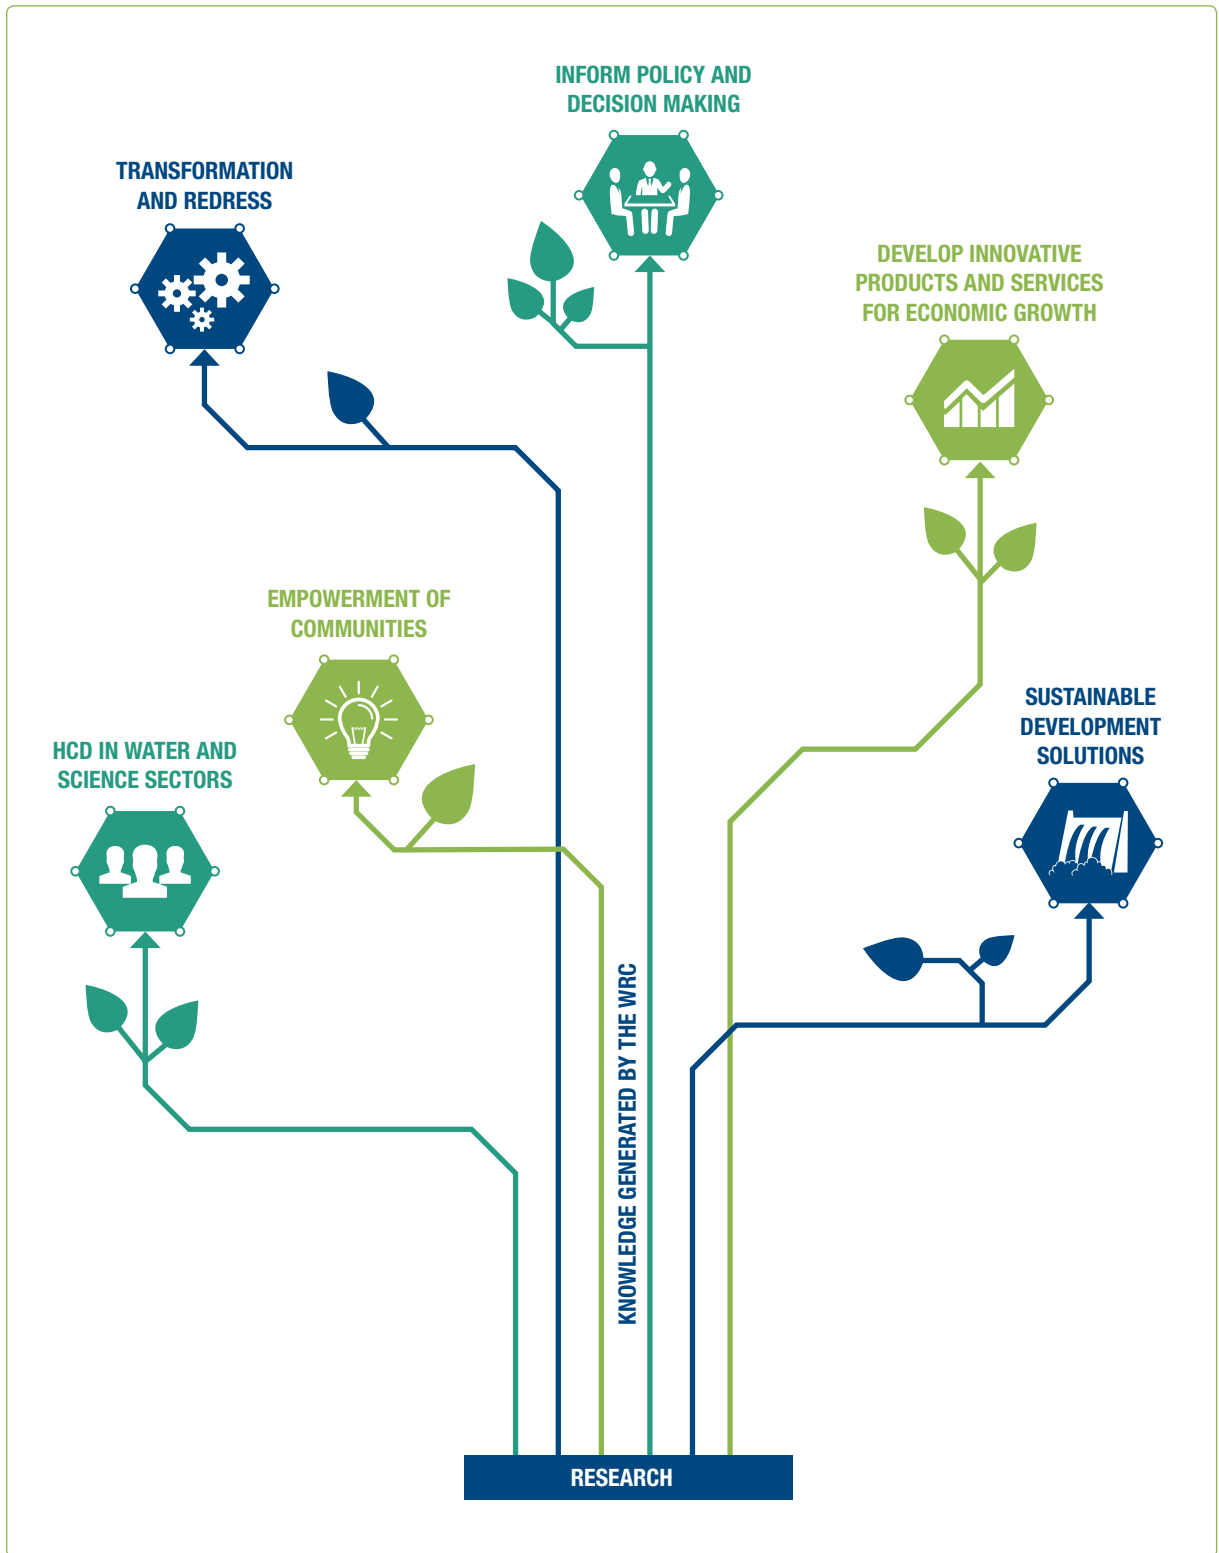 INFORM POLICY AND
DECISION MAKING
TRANSFORMATION
AND REDRESS
DEVELOP INNOVATIVE
PRODUCTS AND SERVICES
FOR ECONOMIC GROWTH
EMPOWERMENT OF
COMMUNITIES
SUSTAINABLE
DEVELOPMENT
SOLUTIONS
HCD IN WATER AND
SCIENCE SECTORS
KNOWLEDGE GENERATED BY THE WRC
RESEARCH